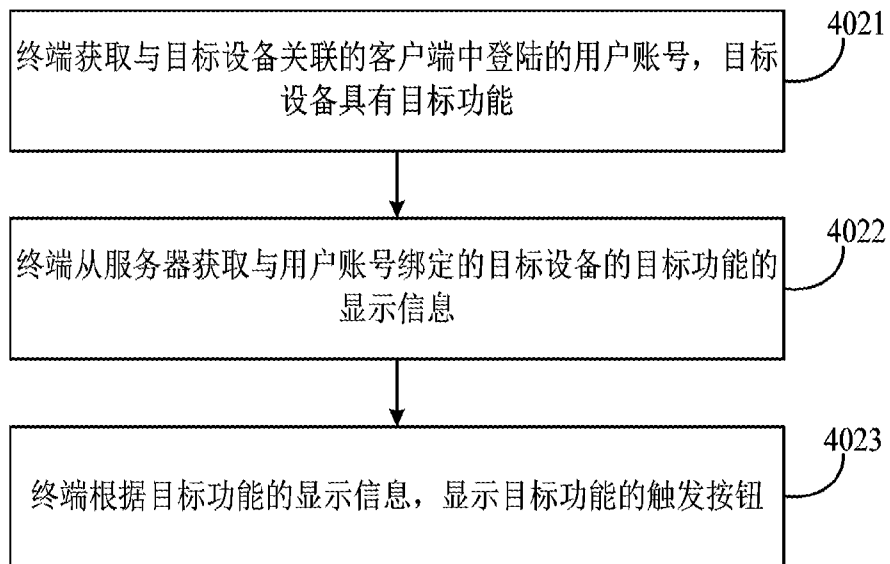 终端获取与目标设备关联的客户端中登陆的用户账号，目标
设备具有目标功能
4021
终端从服务器获取与用户账号绑定的目标设备的目标功能的
显示信息
4022
终端根据目标功能的显示信息，显示目标功能的触发按钮
4023